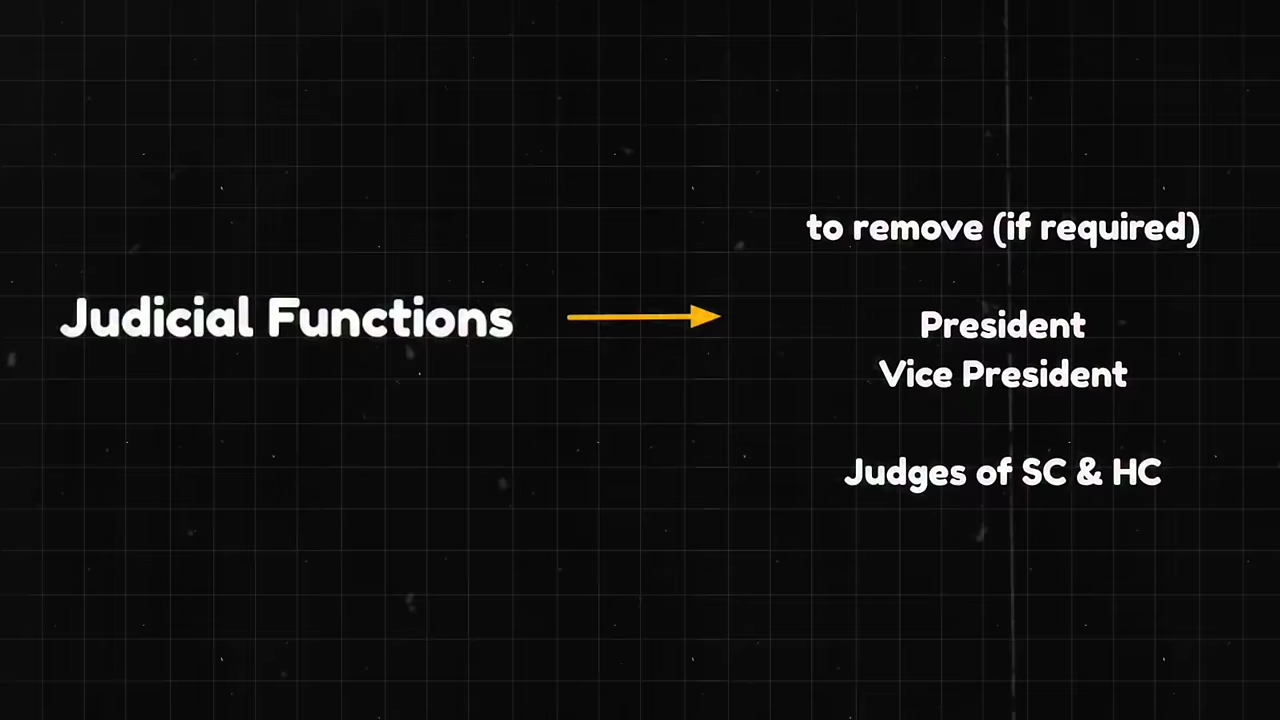 Judicial Functions
to remove (if required)
President
Vice President
Judges of SC & HC